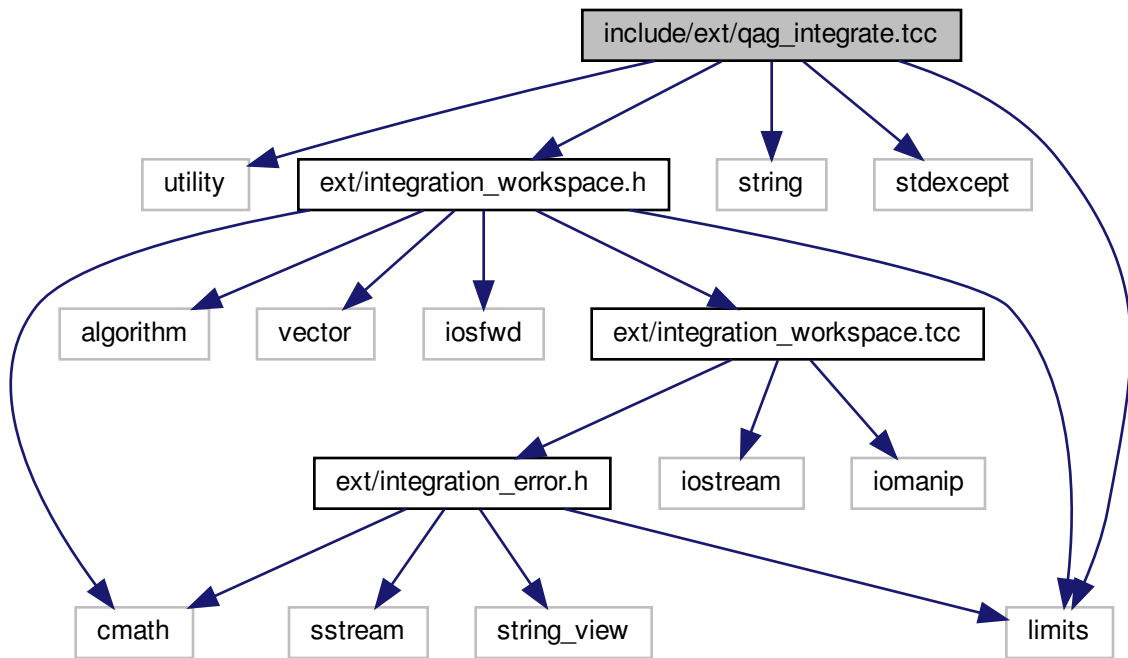 include/ext/qag_integrate.tcc
utility
ext/integration_workspace.h
string
stdexcept
algorithm
vector
iosfwd
ext/integration_workspace.tcc
ext/integration_error.h
iostream
iomanip
cmath
sstream
string_view
limits